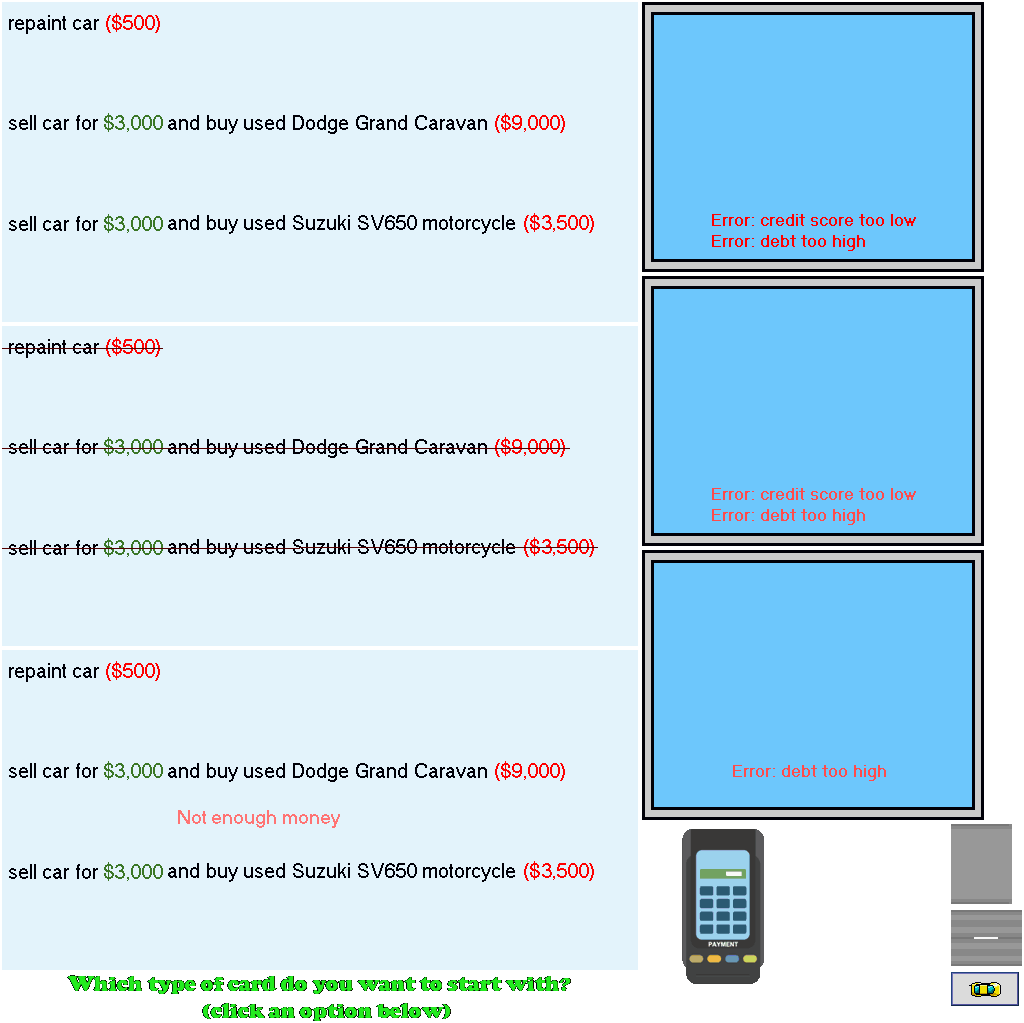 repaint car ($500)
sell car for $3,000 and buy used Dodge Grand Caravan ($9,000)
sell car for $3,000 and buy used Suzuki SV650 motorcycle ($3,500)
Error: credit score too low
Error: debt too high
repaint car ($500)
sell car for $3,000 and buy used Dodge Grand Caravan ($9,000)
sell car for $3,000 and buy used Suzuki SV650 motorcycle ($3,500)
Error: credit score too low
Error: debt too high
repaint car ($500)
sell car for $3,000 and buy used Dodge Grand Caravan ($9,000)
Not enough money
sell car for $3,000 and buy used Suzuki SV650 motorcycle ($3,500)
Error: debt too high
PAYMENT
Which type of card do you want to start with?
(click an option below)